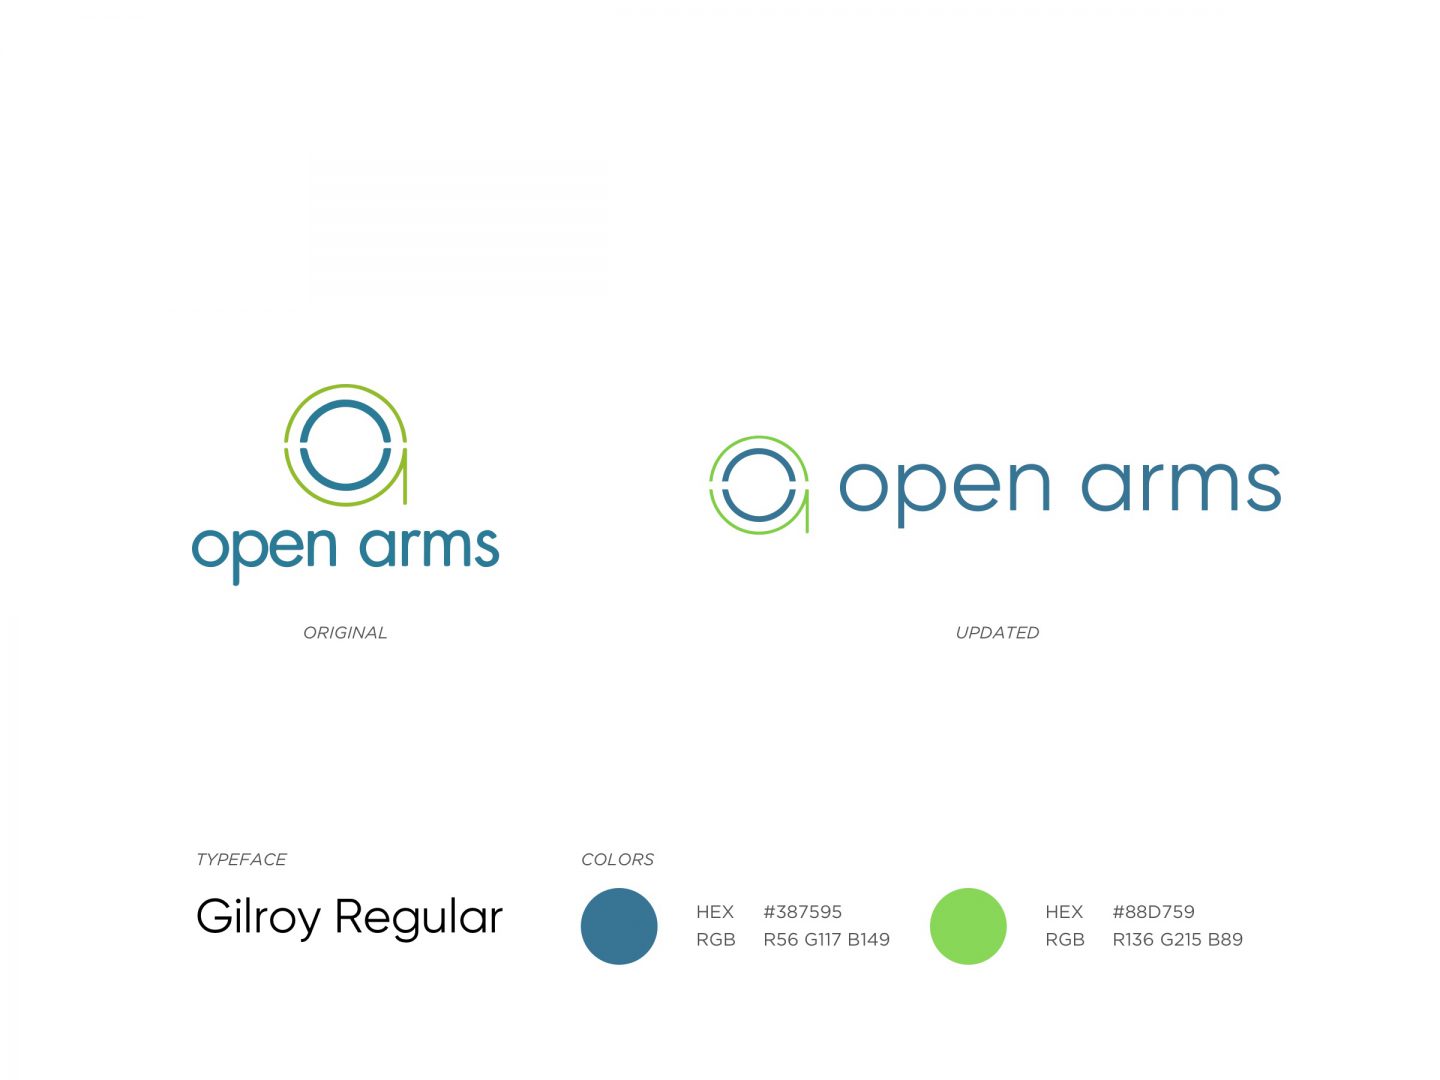 open arms
ORIGINAL
open arms
UPDATED
TYPEFACE
Gilroy Regular
COLORS
HEX #387595
RGB R56 G117 B149
HEX #88D759
RGB R136 G215 B89